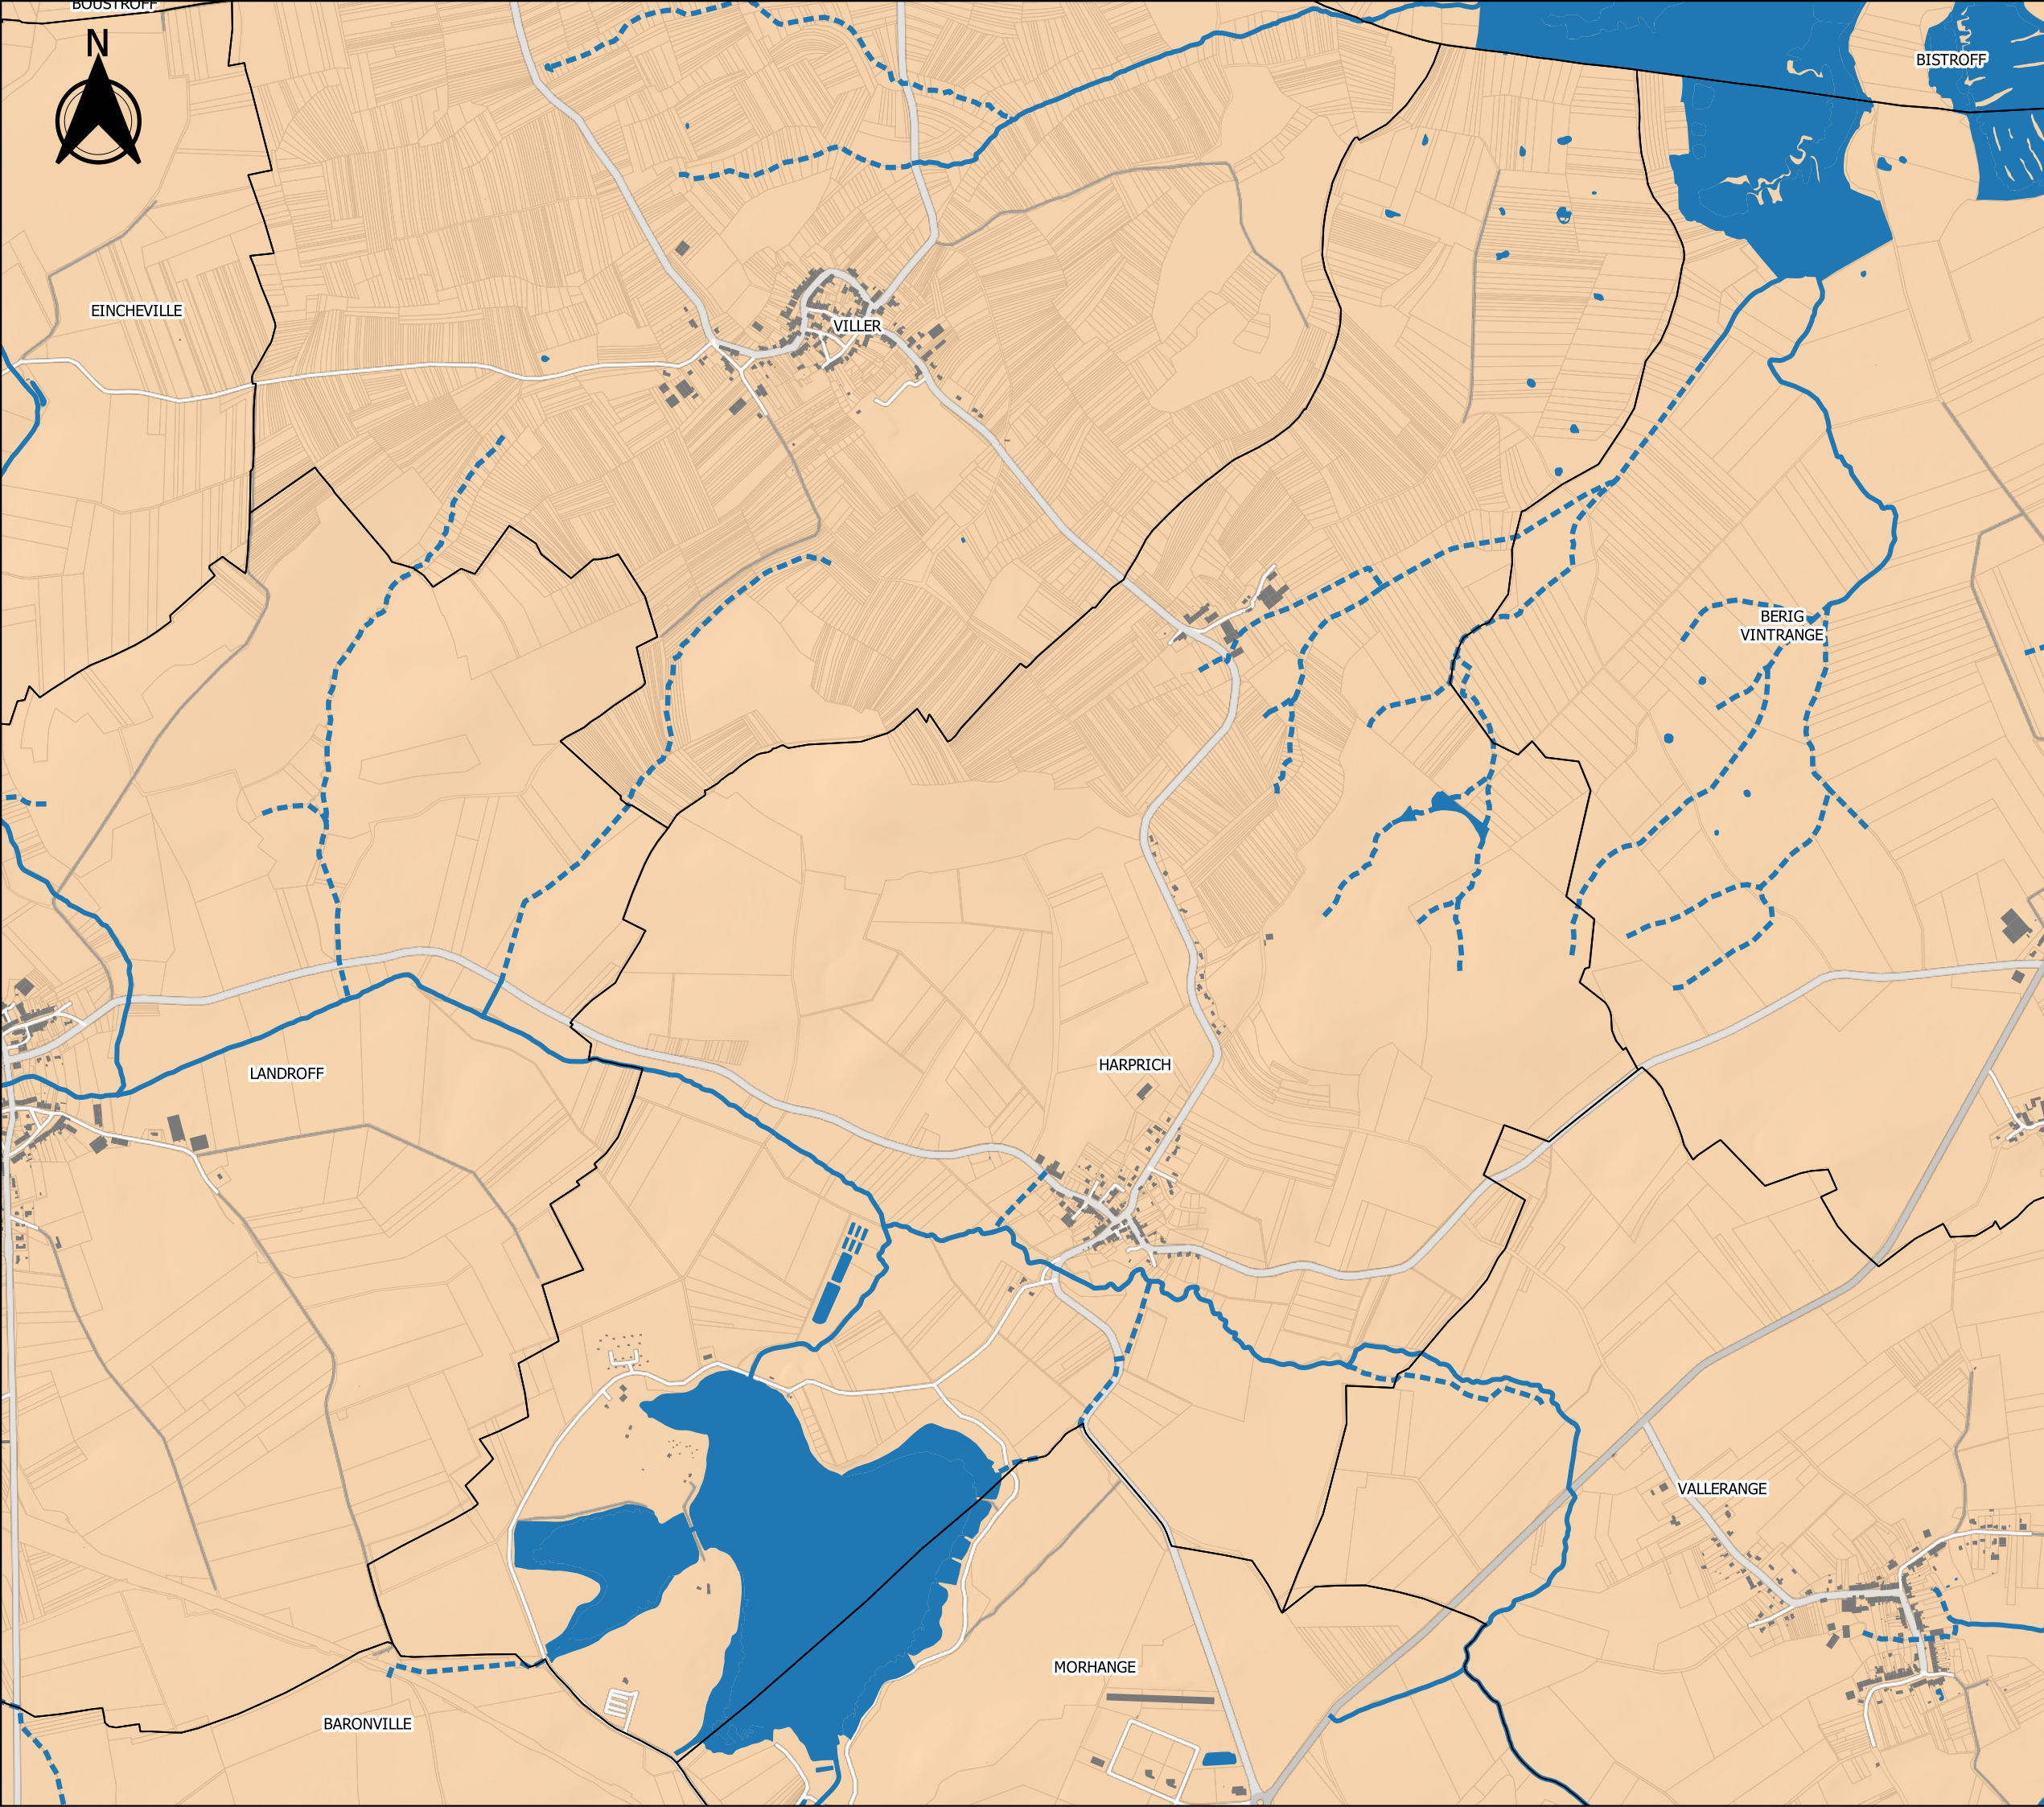 BOUSTROFF
N
BISTROFF
EINCHEVILLE
VILLER
BERIG
VINTRANGE
HARPRICH
LANDROFF
VALLERANGE
MORHANGE
BARONVILLE